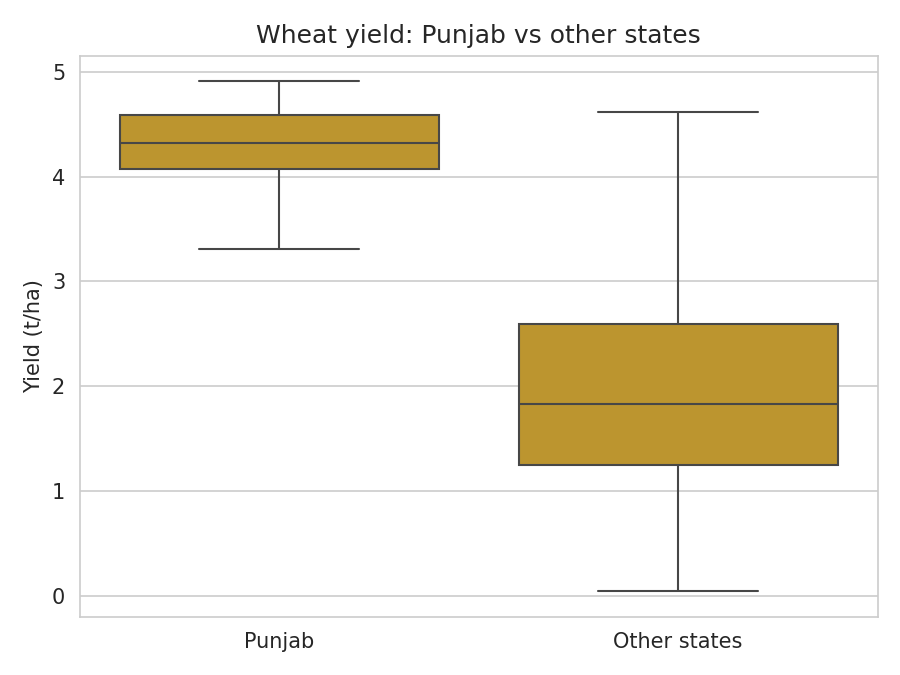 Wheat yield: Punjab vs other states
Yield (t/ha)
5
4
3
2
1
0
Punjab
Other states